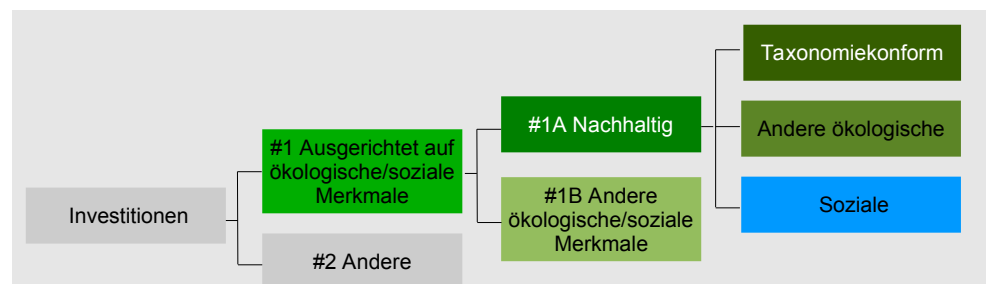 Investitionen
#1 Ausgerichtet auf
ökologische/soziale
Merkmale
#2 Andere
#1A Nachhaltig
#1B Andere
ökologische/soziale
Merkmale
Taxonomiekonform
Andere ökologische
Soziale